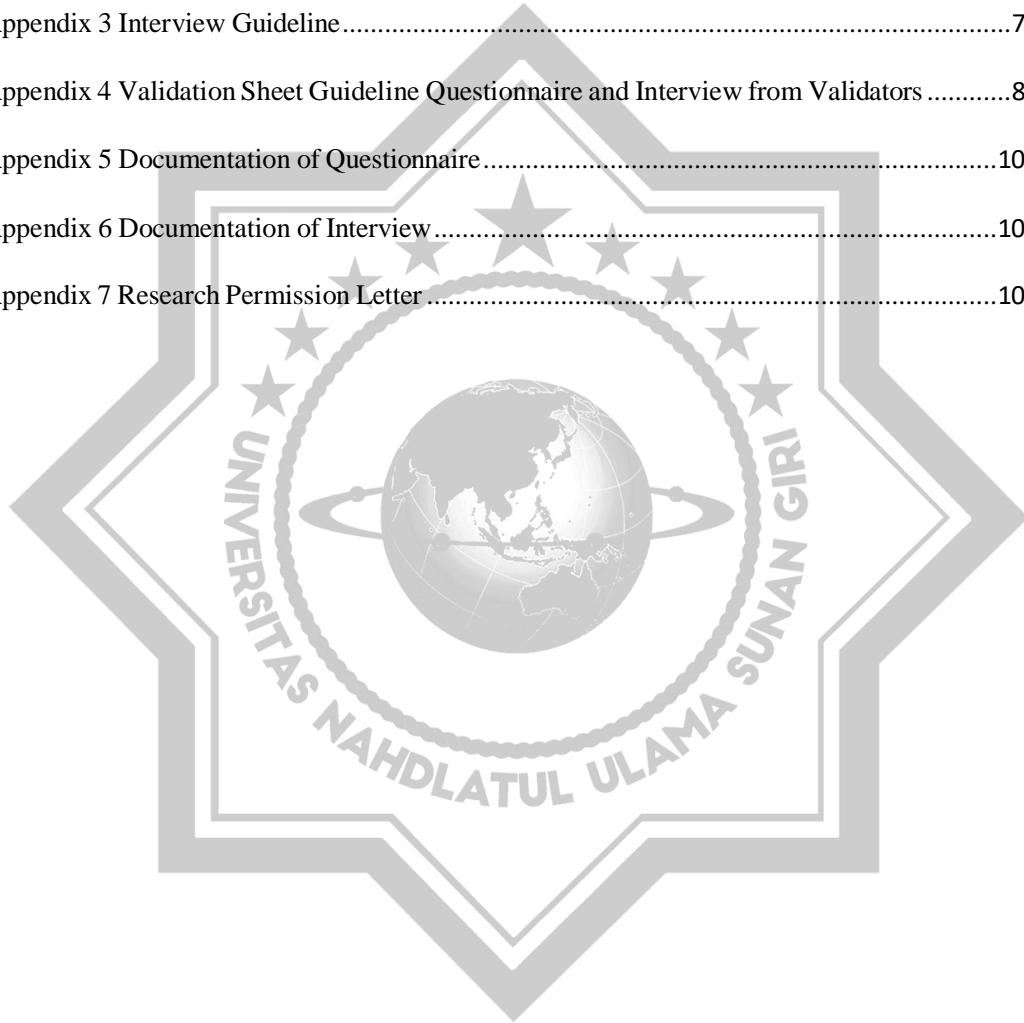 ppendix 3 Interview Guideline....................................................................................7
ppendix 4 Validation Sheet Guideline Questionnaire and Interview from Validators ............8
ppendix 5 Documentation of Questionnaire..............................................................10
ppendix 6 Documentation of Interview.....................................................................10
ppendix 7 Research Permission Letter......................................................................10
UNIVERSITAS NAHDLATUL ULAMA SUNAN GIRI